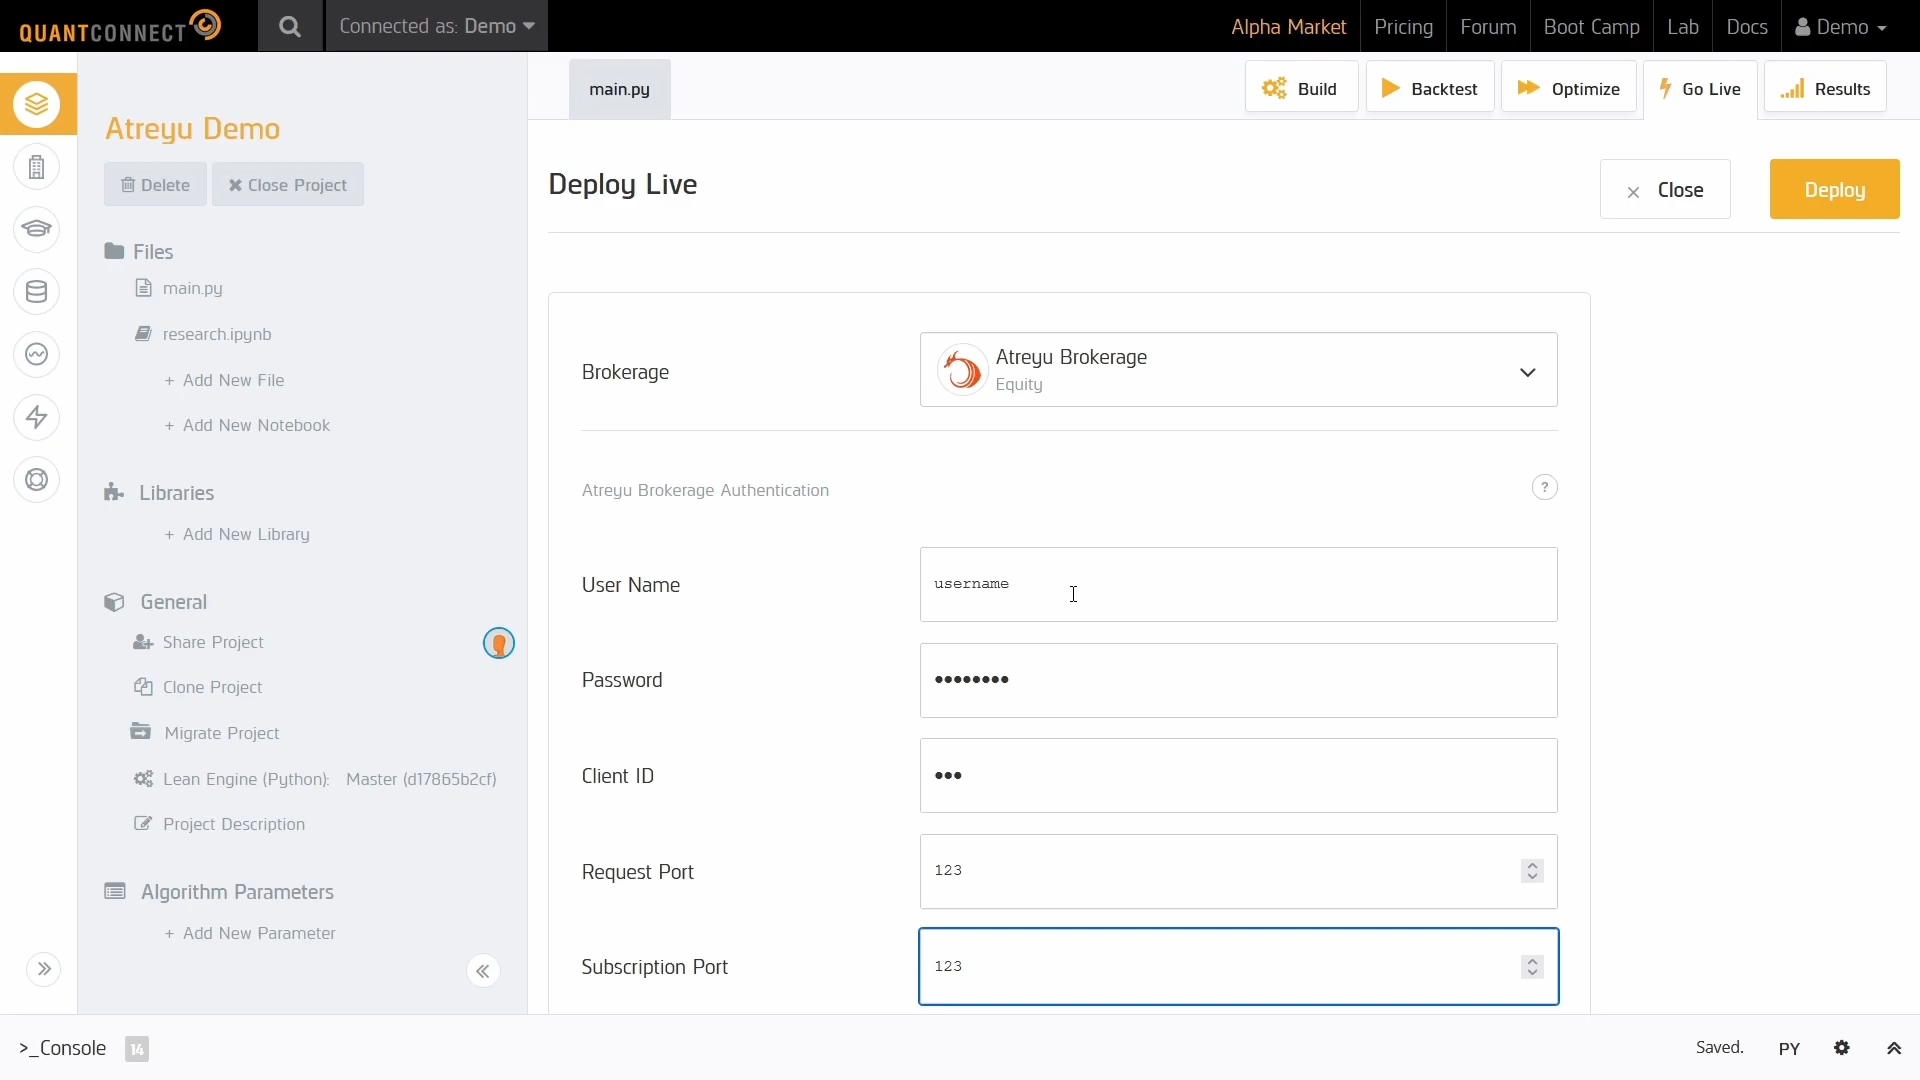 QUANTCONNECT
Connected as: Demo
Alpha Market
Pricing
Forum
Boot Camp
Lab
Docs
Demo
main.py
Build
Backtest
Optimize
Go Live
Results
Atreyu Demo
Delete
Close Project
Deploy Live
Close
Deploy
Files
main.py
research.ipynb
+ Add New File
+ Add New Notebook
Libraries
+ Add New Library
General
Share Project
Clone Project
Migrate Project
Lean Engine (Python): Master (d17865b2cf)
Project Description
Algorithm Parameters
+ Add New Parameter
Brokerage
Atreyu Brokerage
Equity
Atreyu Brokerage Authentication
?
User Name
username
Password
••••••••
Client ID
•••
Request Port
123
Subscription Port
123
>_Console
14
Saved.
PY